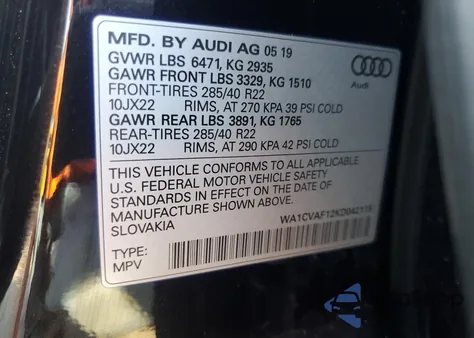 MFD. BY AUDI AG 05 19
GVWR LBS 6471, KG 2935
GAWR FRONT LBS 3329, KG 1510
FRONT-TIRES 285/40 R22
10JX22 RIMS, AT 270 KPA 39 PSI COLD
GAWR REAR LBS 3891, KG 1765
REAR-TIRES 285/40 R22
10JX22 RIMS, AT 290 KPA 42 PSI COLD
Audi
THIS VEHICLE CONFORMS TO ALL APPLICABLE
U.S. FEDERAL MOTOR VEHICLE SAFETY
STANDARDS IN EFFECT ON THE DATE OF
MANUFACTURE SHOWN ABOVE.
SLOVAKIA
WA1CVAF12KD042115
TYPE:
MPV